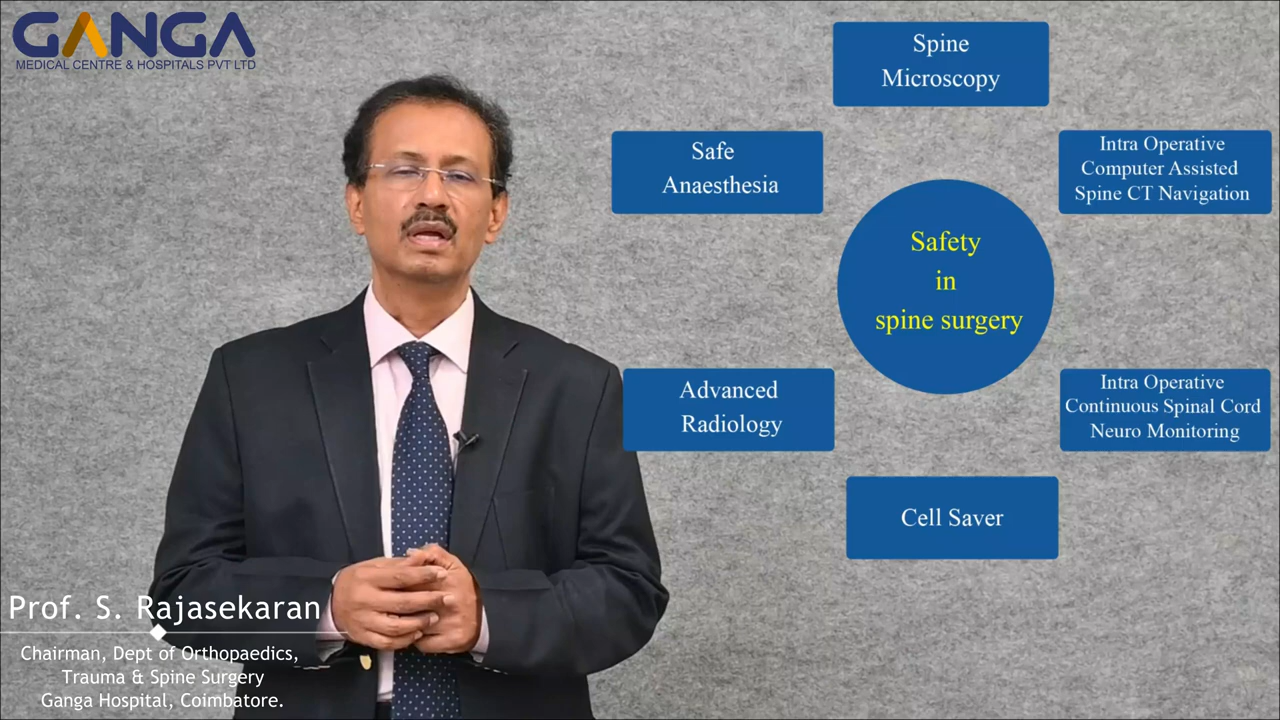 GANGA
MEDICAL CENTRE & HOSPITALS PVT LTD
Spine
Microscopy
Safe
Anaesthesia
Intra Operative
Computer Assisted
Spine CT Navigation
Safety
in
spine surgery
Advanced
Radiology
Intra Operative
Continuous Spinal Cord
Neuro Monitoring
Cell Saver
Prof. S. Rajasekaran
Chairman, Dept of Orthopaedics,
Trauma & Spine Surgery
Ganga Hospital, Coimbatore.